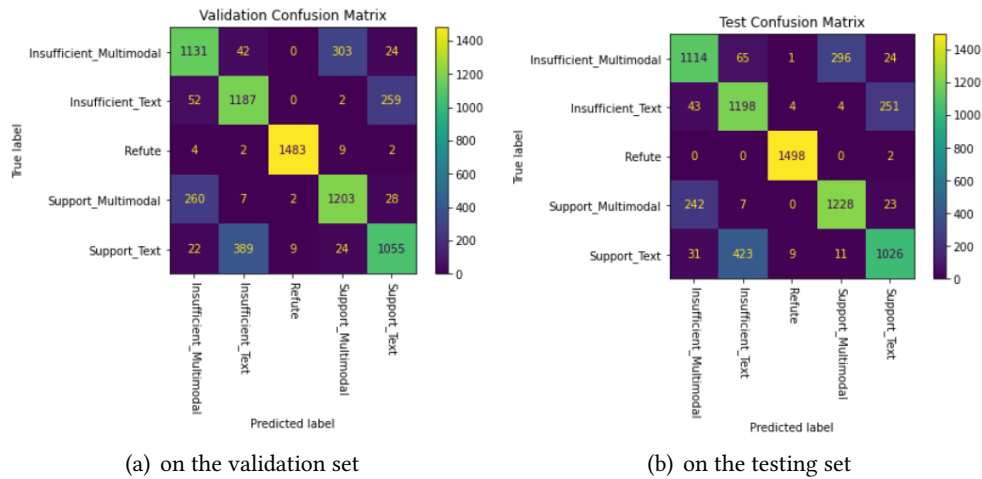 Validation Confusion Matrix
Insufficient_Multimodal 1131 42 0 303 24
Insufficient_Text 52 1187 0 2 259
Refute 4 2 1483 9 2
Support_Multimodal 260 7 2 1203 28
Support_Text 22 389 9 24 1055
True label
Insufficient_Multimodal
Insufficient_Text
Refute
Support_Multimodal
Support_Text
Predicted label
1400
1200
1000
800
600
400
200
0
(a) on the validation set
Test Confusion Matrix
Insufficient_Multimodal 1114 65 1 296 24
Insufficient_Text 43 1198 4 4 251
Refute 0 0 1498 0 2
Support_Multimodal 242 7 0 1228 23
Support_Text 31 423 9 11 1026
True label
Insufficient_Multimodal
Insufficient_Text
Refute
Support_Multimodal
Support_Text
Predicted label
1400
1200
1000
800
600
400
200
0
(b) on the testing set